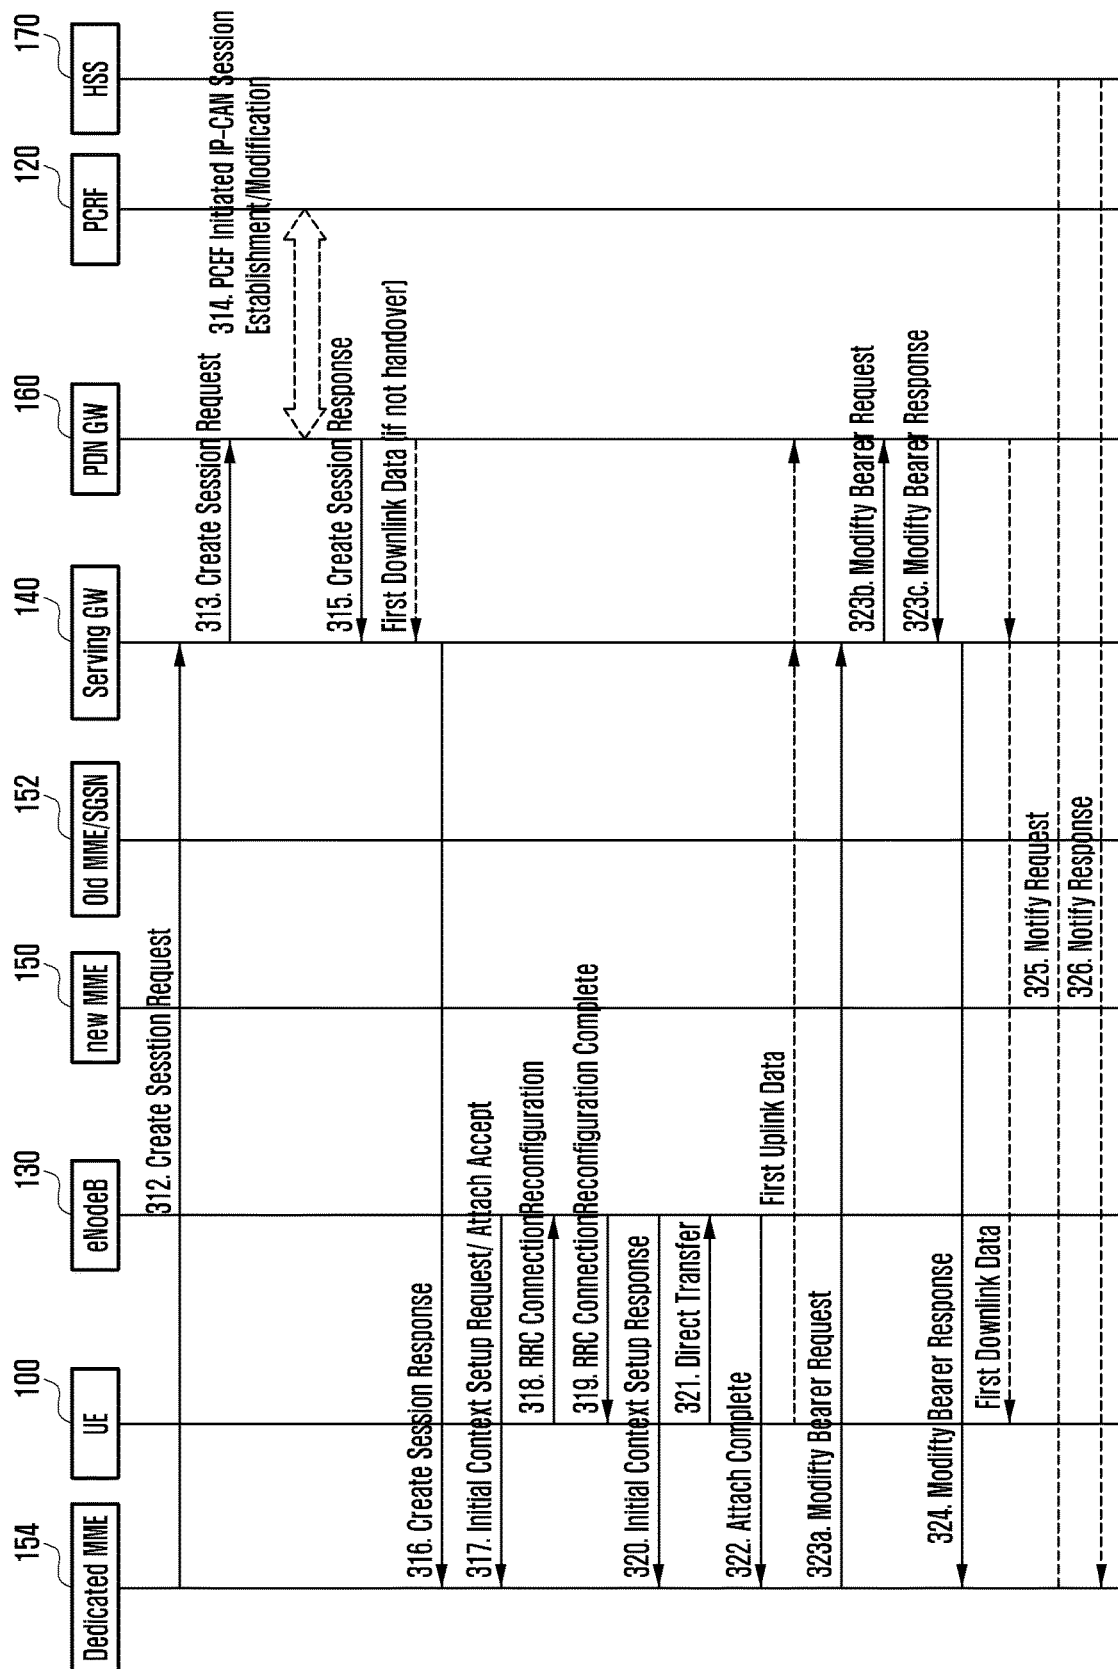 154
Dedicated MME
100
UE
130
eNodeB
150
new MME
152
Old MME/SGSN
140
Serving GW
160
PDN GW
120
PCRF
170
HSS
312. Create Sesstion Request
313. Create Session Request
314. PCEF Initiated IP-CAN Session
Establishment/Modification
315. Create Session Response
First Downlink Data (if not handover)
316. Create Session Response
317. Initial Context Setup Request/ Attach Accept
318. RRC Connection Reconfiguration
319. RRC Connection Reconfiguration Complete
320. Initial Context Setup Response
321. Direct Transfer
322. Attach Complete
First Uplink Data
323a. Modifty Bearer Request
323b. Modifty Bearer Request
323c. Modifty Bearer Response
324. Modifty Bearer Response
First Downlink Data
325. Notify Request
326. Notify Response